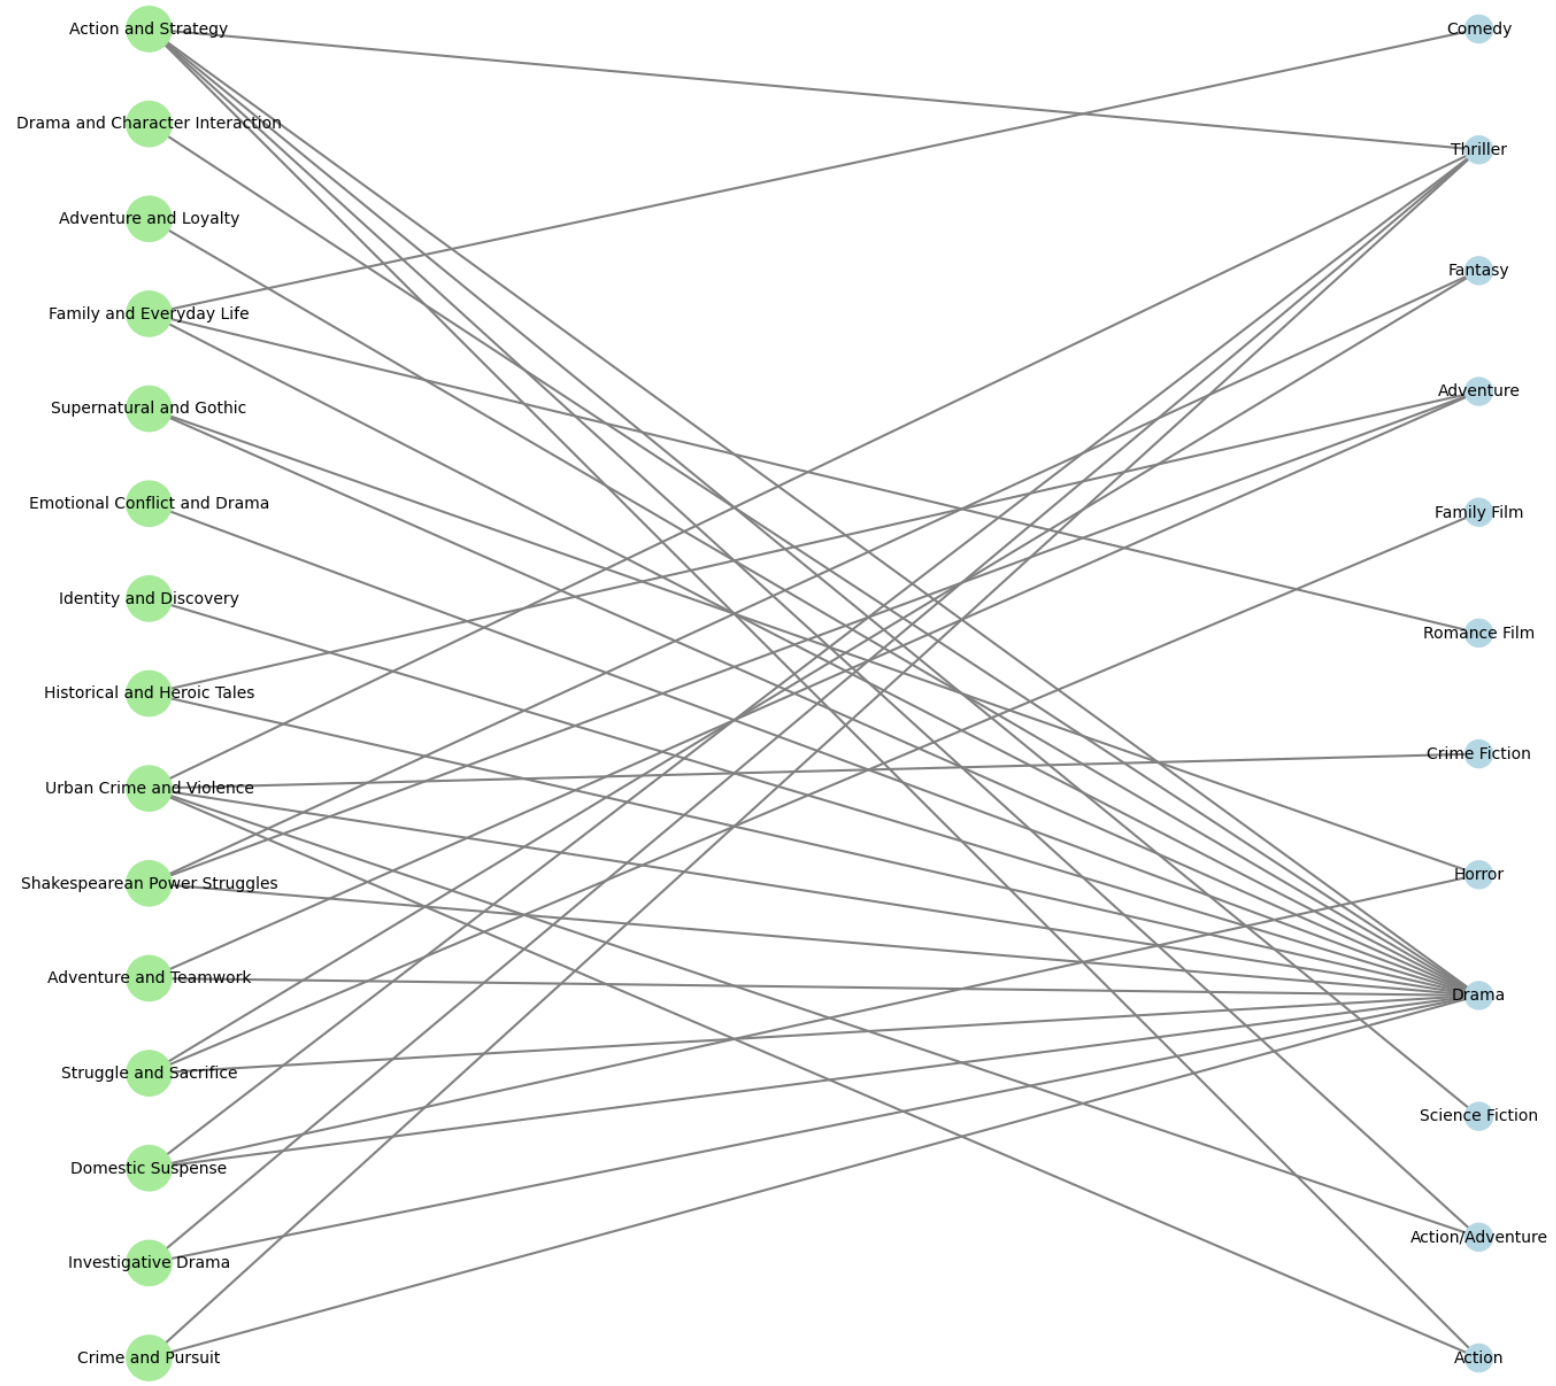 Action and Strategy
Drama and Character Interaction
Adventure and Loyalty
Family and Everyday Life
Supernatural and Gothic
Emotional Conflict and Drama
Identity and Discovery
Historical and Heroic Tales
Urban Crime and Violence
Shakespearean Power Struggles
Adventure and Teamwork
Struggle and Sacrifice
Domestic Suspense
Investigative Drama
Crime and Pursuit
Comedy
Thriller
Fantasy
Adventure
Family Film
Romance Film
Crime Fiction
Horror
Drama
Science Fiction
Action/Adventure
Action